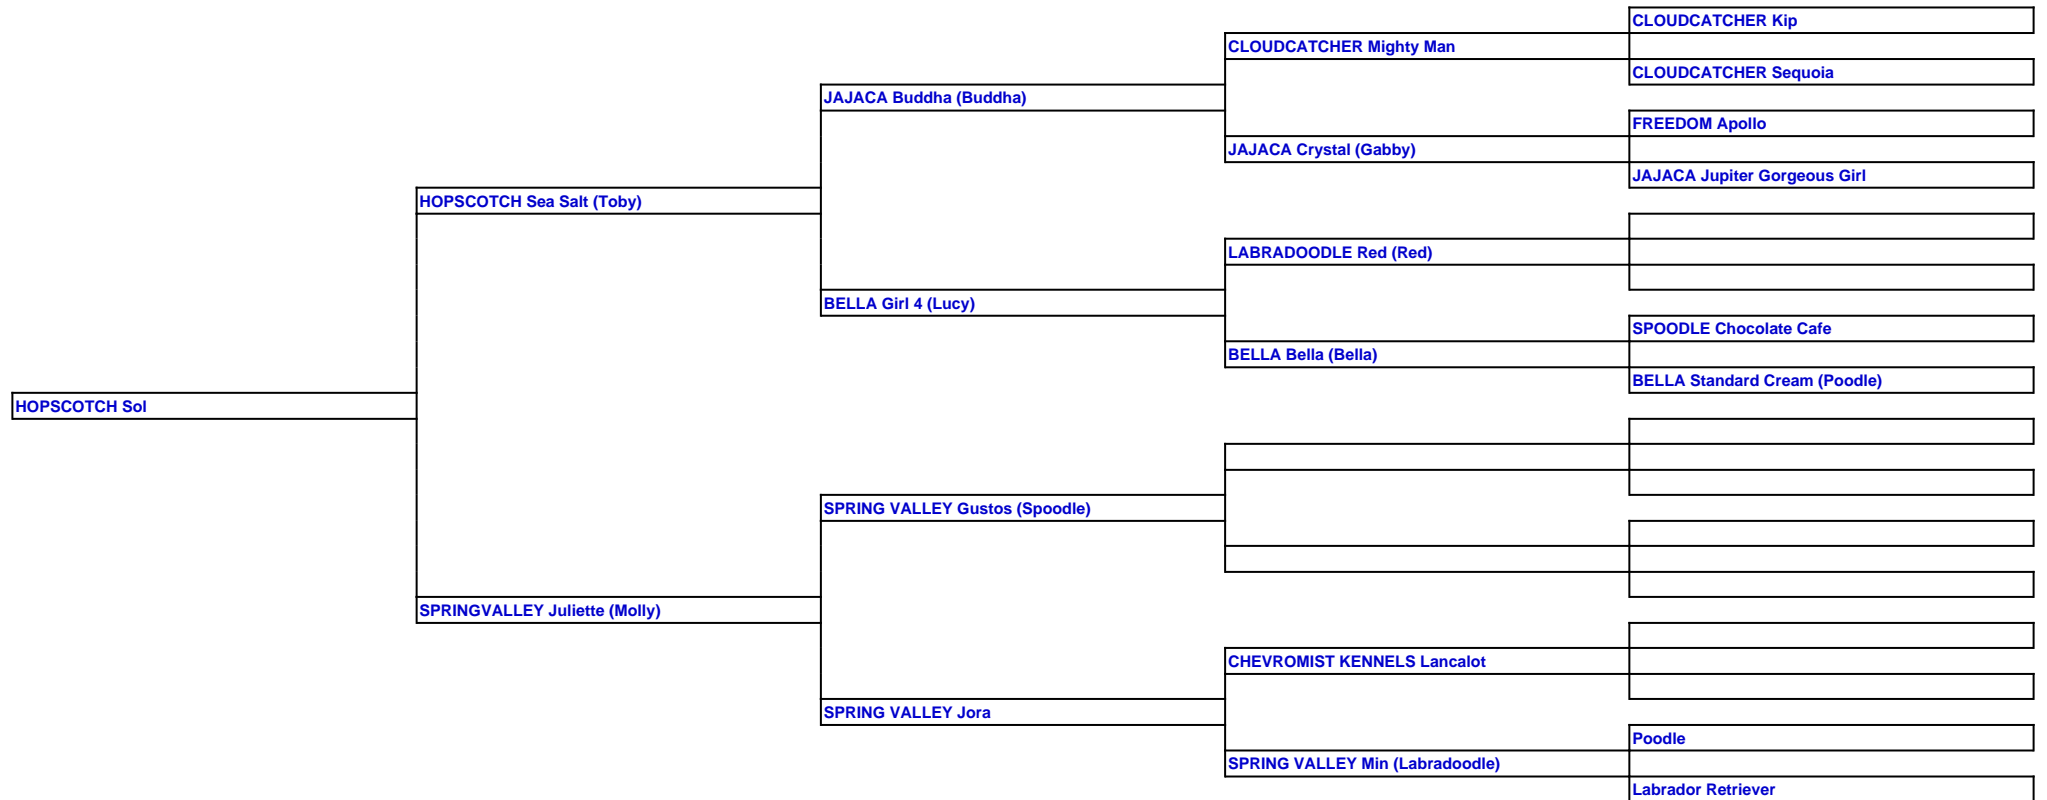 CLOUDCATCHER Kip
CLOUDCATCHER Mighty Man
CLOUDCATCHER Sequoia
JAJACA Buddha (Buddha)
FREEDOM Apollo
JAJACA Crystal (Gabby)
JAJACA Jupiter Gorgeous Girl
HOPSCOTCH Sea Salt (Toby)
LABRADOODLE Red (Red)
BELLA Girl 4 (Lucy)
SPOODLE Chocolate Cafe
BELLA Bella (Bella)
BELLA Standard Cream (Poodle)
HOPSCOTCH Sol
SPRING VALLEY Gustos (Spoodle)
SPRINGVALLEY Juliette (Molly)
CHEVROMIST KENNELS Lancalot
SPRING VALLEY Jora
Poodle
SPRING VALLEY Min (Labradoodle)
Labrador Retriever